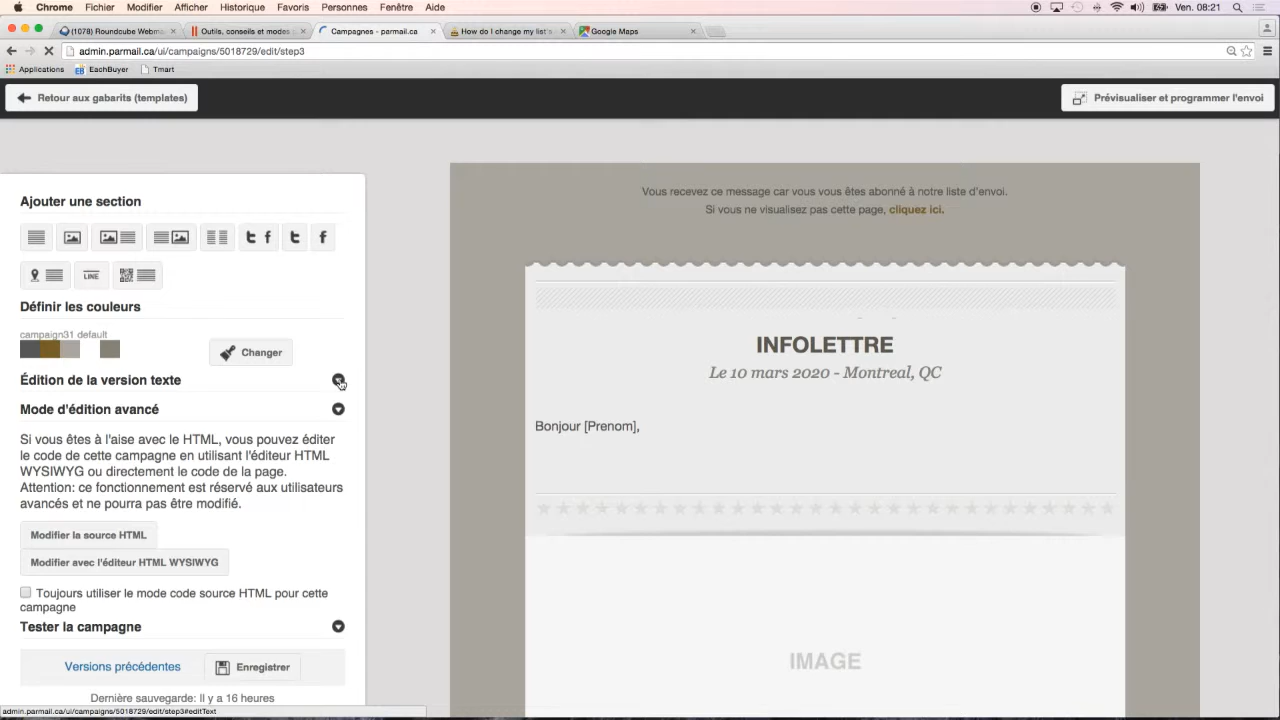 Chrome Fichier Modifier Afficher Historique Favoris Personnes Fenêtre Aide Ven. 08:21
(1078) Roundcube Webma Outils, conseils et modes Campagnes - parmail.ca How do I change my list's Google Maps
admin.parmail.ca/ui/campaigns/5018729/edit/step3
Applications EachBuyer Tmart
Retour aux gabarits (templates) Prévisualiser et programmer l'envoi
Vous recevez ce message car vous vous êtes abonné à notre liste d'envoi.
Si vous ne visualisez pas cette page, cliquez ici.
Ajouter une section
t f t f
LINE
Définir les couleurs
campaign31 default
Changer
Édition de la version texte
Mode d'édition avancé
Si vous êtes à l'aise avec le HTML, vous pouvez éditer
le code de cette campagne en utilisant l'éditeur HTML
WYSIWYG ou directement le code de la page.
Attention: ce fonctionnement est réservé aux utilisateurs
avancés et ne pourra pas être modifié.
Modifier la source HTML
Modifier avec l'éditeur HTML WYSIWYG
Toujours utiliser le mode code source HTML pour cette
campagne
Tester la campagne
Versions précédentes Enregistrer
Dernière sauvegarde: Il y a 16 heures
admin.parmail.ca/ui/campaigns/5018729/edit/step3#editText
INFOLETTRE
Le 10 mars 2020 - Montreal, QC
Bonjour [Prenom],
IMAGE